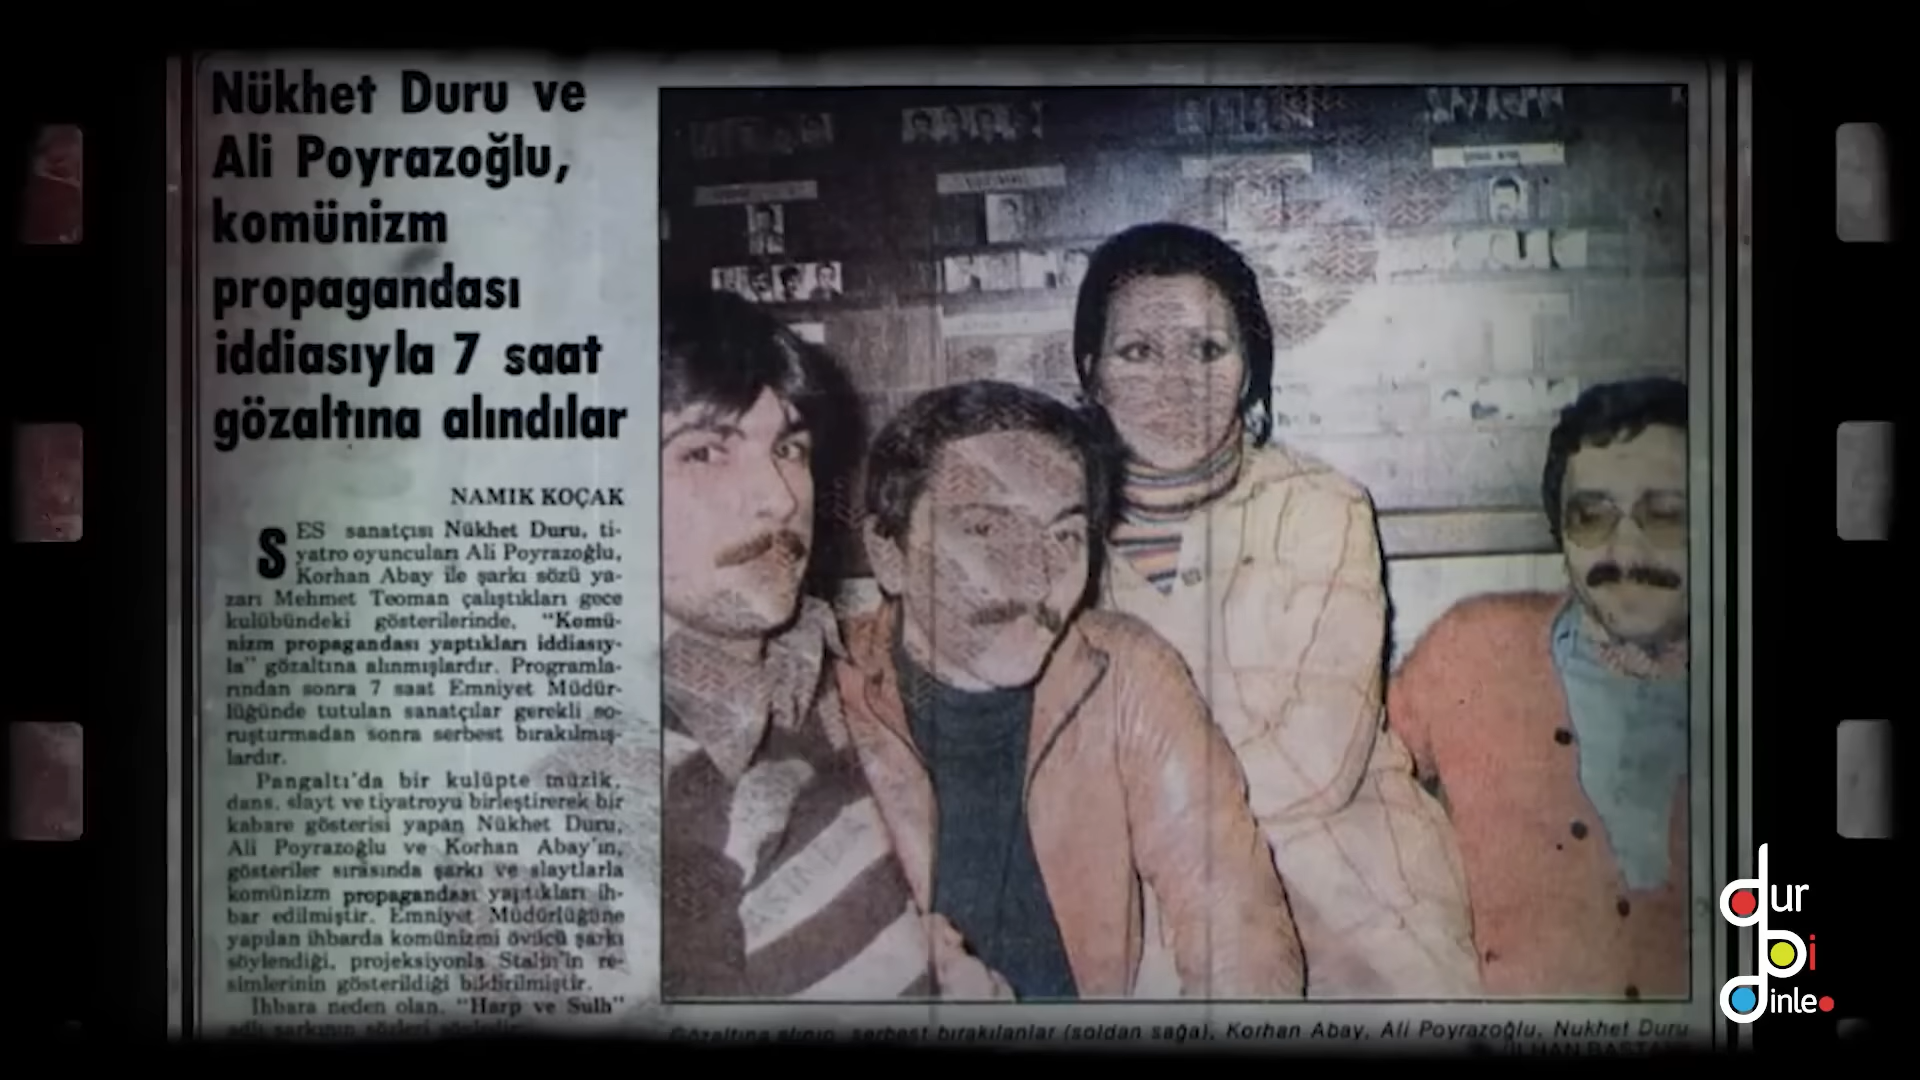 Nükhet Duru ve
Ali Poyrazoğlu,
komünizm
propagandası
iddiasıyla 7 saat
gözaltına alındılar
NAMIK KOÇAK
SES sanatçısı Nükhet Duru, ti-
yatro oyuncuları Ali Poyrazoğlu,
Korhan Abay ile şarkı sözü ya-
zarı Mehmet Teoman çalıştıkları gece
kulübündeki gösterilerinde, "Komü-
nizm propagandası yaptıkları iddiasıy-
la" gözaltına alınmışlardır. Programla-
rından sonra 7 saat Emniyet Müdür-
lüğünde tutulan sanatçılar gerekli so-
ruşturmadan sonra serbest bırakılmış-
lardır.
Pangaltı'da bir kulüpte müzik,
dans, slayt ve tiyatroyu birleştirerek bir
kabare gösterisi yapan Nükhet Duru,
Ali Poyrazoğlu ve Korhan Abay'ın,
gösteriler sırasında şarkı ve slaytlarla
komünizm propagandası yaptıkları ih-
bar edilmiştir. Emniyet Müdürlüğüne
yapılan ihbarda komünizmi övücü şarkı
söylendiği, projeksiyonla Stalin'in re-
simlerinin gösterildiği bildirilmiştir.
İhbara neden olan, "Harp ve Sulh"
adlı şarkının sözleri
Gözaltına alınıp, serbest bırakılanlar (soldan sağa), Korhan Abay, Ali Poyrazoğlu, Nukhet Duru
dur
bi
dinle